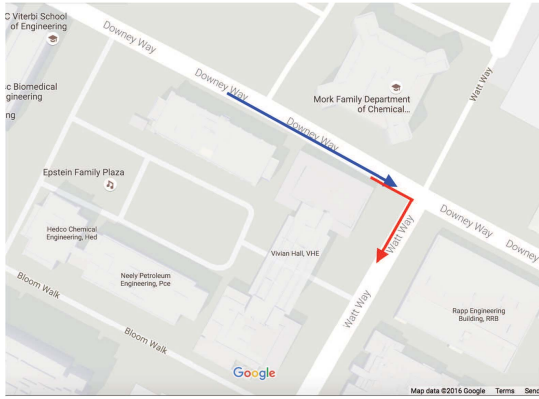 C Viterbi School
of Engineering
Downey Way
sc Biomedical
gineering
ng
Downey Way
Mork Family Department
of Chemical...
Watt Way
Downey Way
Epstein Family Plaza
Downey Way
Downey
Hedco Chemical
Engineering, Hed
Watt Way
Vivian Hall, VHE
Neely Petroleum
Engineering, Pce
Bloom Walk
Watt Way
Rapp Engineering
Building, RRB
Bloom Walk
Google
Map data ©2016 Google Terms Send